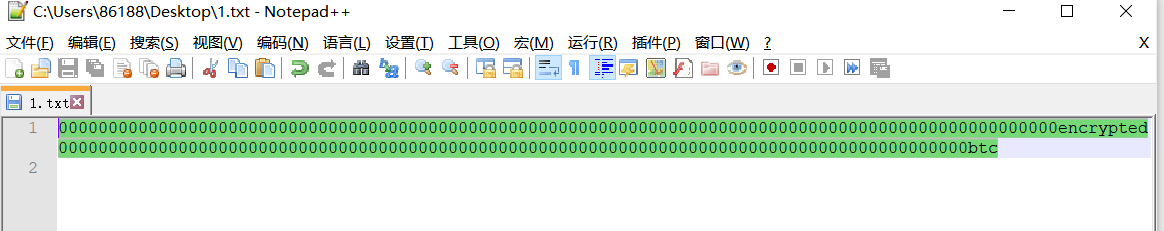 C:\Users\86188\Desktop\1.txt - Notepad++
文件(F) 编辑(E) 搜索(S) 视图(V) 编码(N) 语言(L) 设置(T) 工具(O) 宏(M) 运行(R) 插件(P) 窗口(W) ? X
1.txt
1 0000000000000000000000000000000000000000000000000000000000000000000000000000000000000000000000000000encrypted
0000000000000000000000000000000000000000000000000000000000000000000000000000000000000000000btc
2